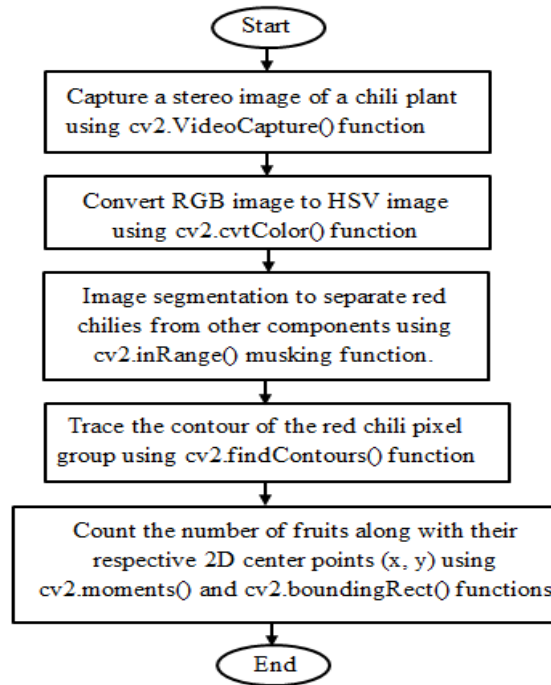 Start
Capture a stereo image of a chili plant
using cv2.VideoCapture() function
Convert RGB image to HSV image
using cv2.cvtColor() function
Image segmentation to separate red
chilies from other components using
cv2.inRange() musking function.
Trace the contour of the red chili pixel
group using cv2.findContours() function
Count the number of fruits along with their
respective 2D center points (x, y) using
cv2.moments() and cv2.boundingRect() functions
End